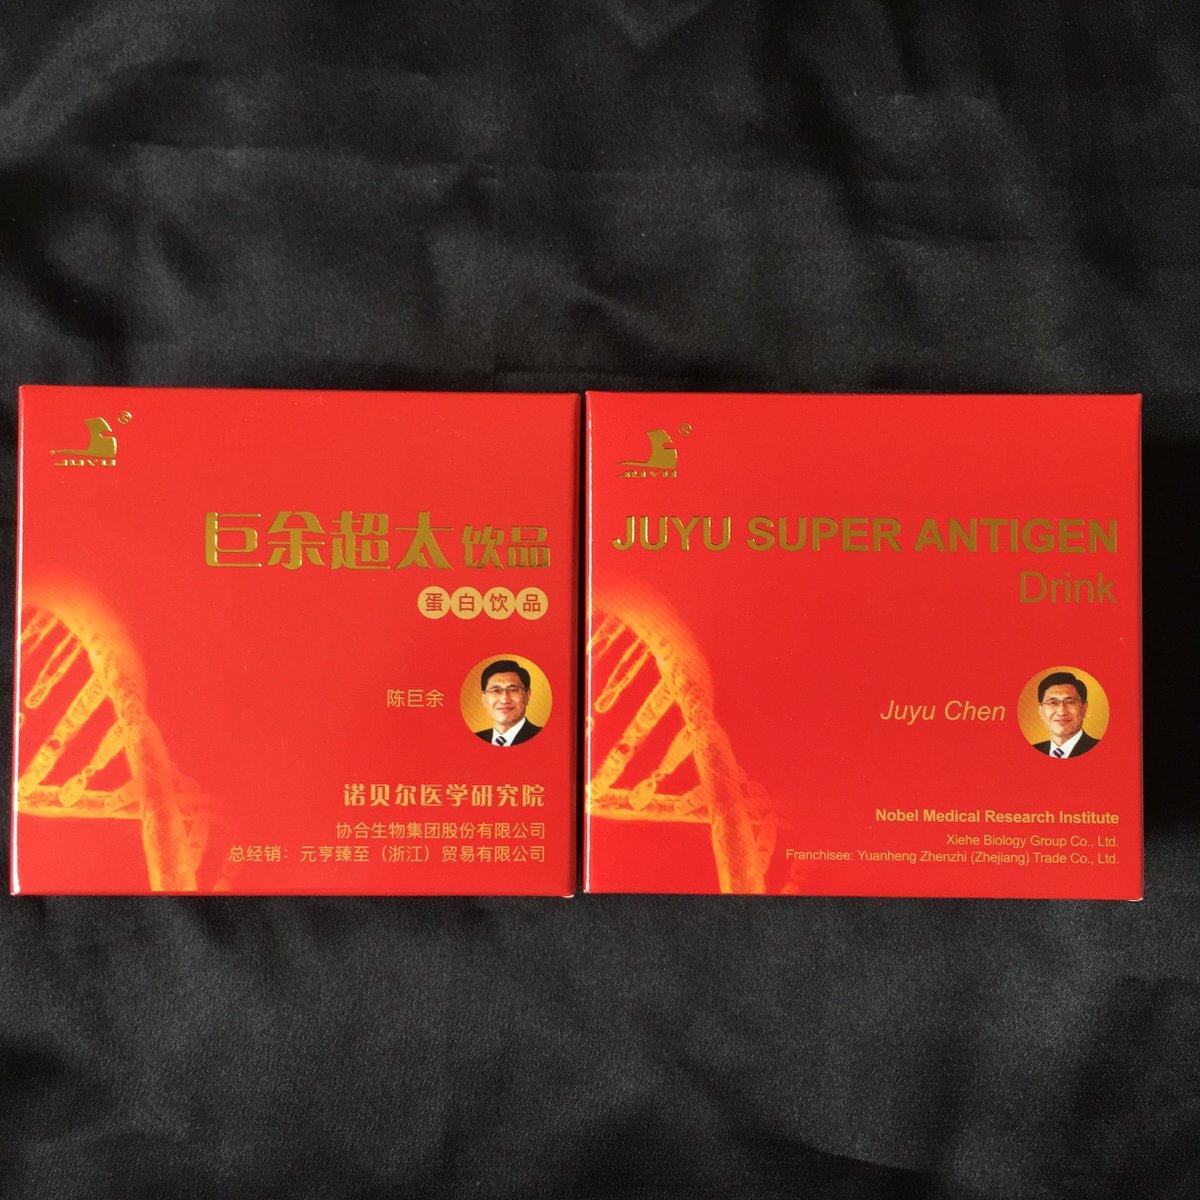 JUYU ®
巨余超太饮品
蛋白饮品
陈巨余
诺贝尔医学研究院
协合生物集团股份有限公司
总经销：元亨臻至（浙江）贸易有限公司
JUYU ®
JUYU SUPER ANTIGEN
Drink
Juyu Chen
Nobel Medical Research Institute
Xiehe Biology Group Co., Ltd.
Franchisee: Yuanheng Zhenzhi (Zhejiang) Trade Co., Ltd.